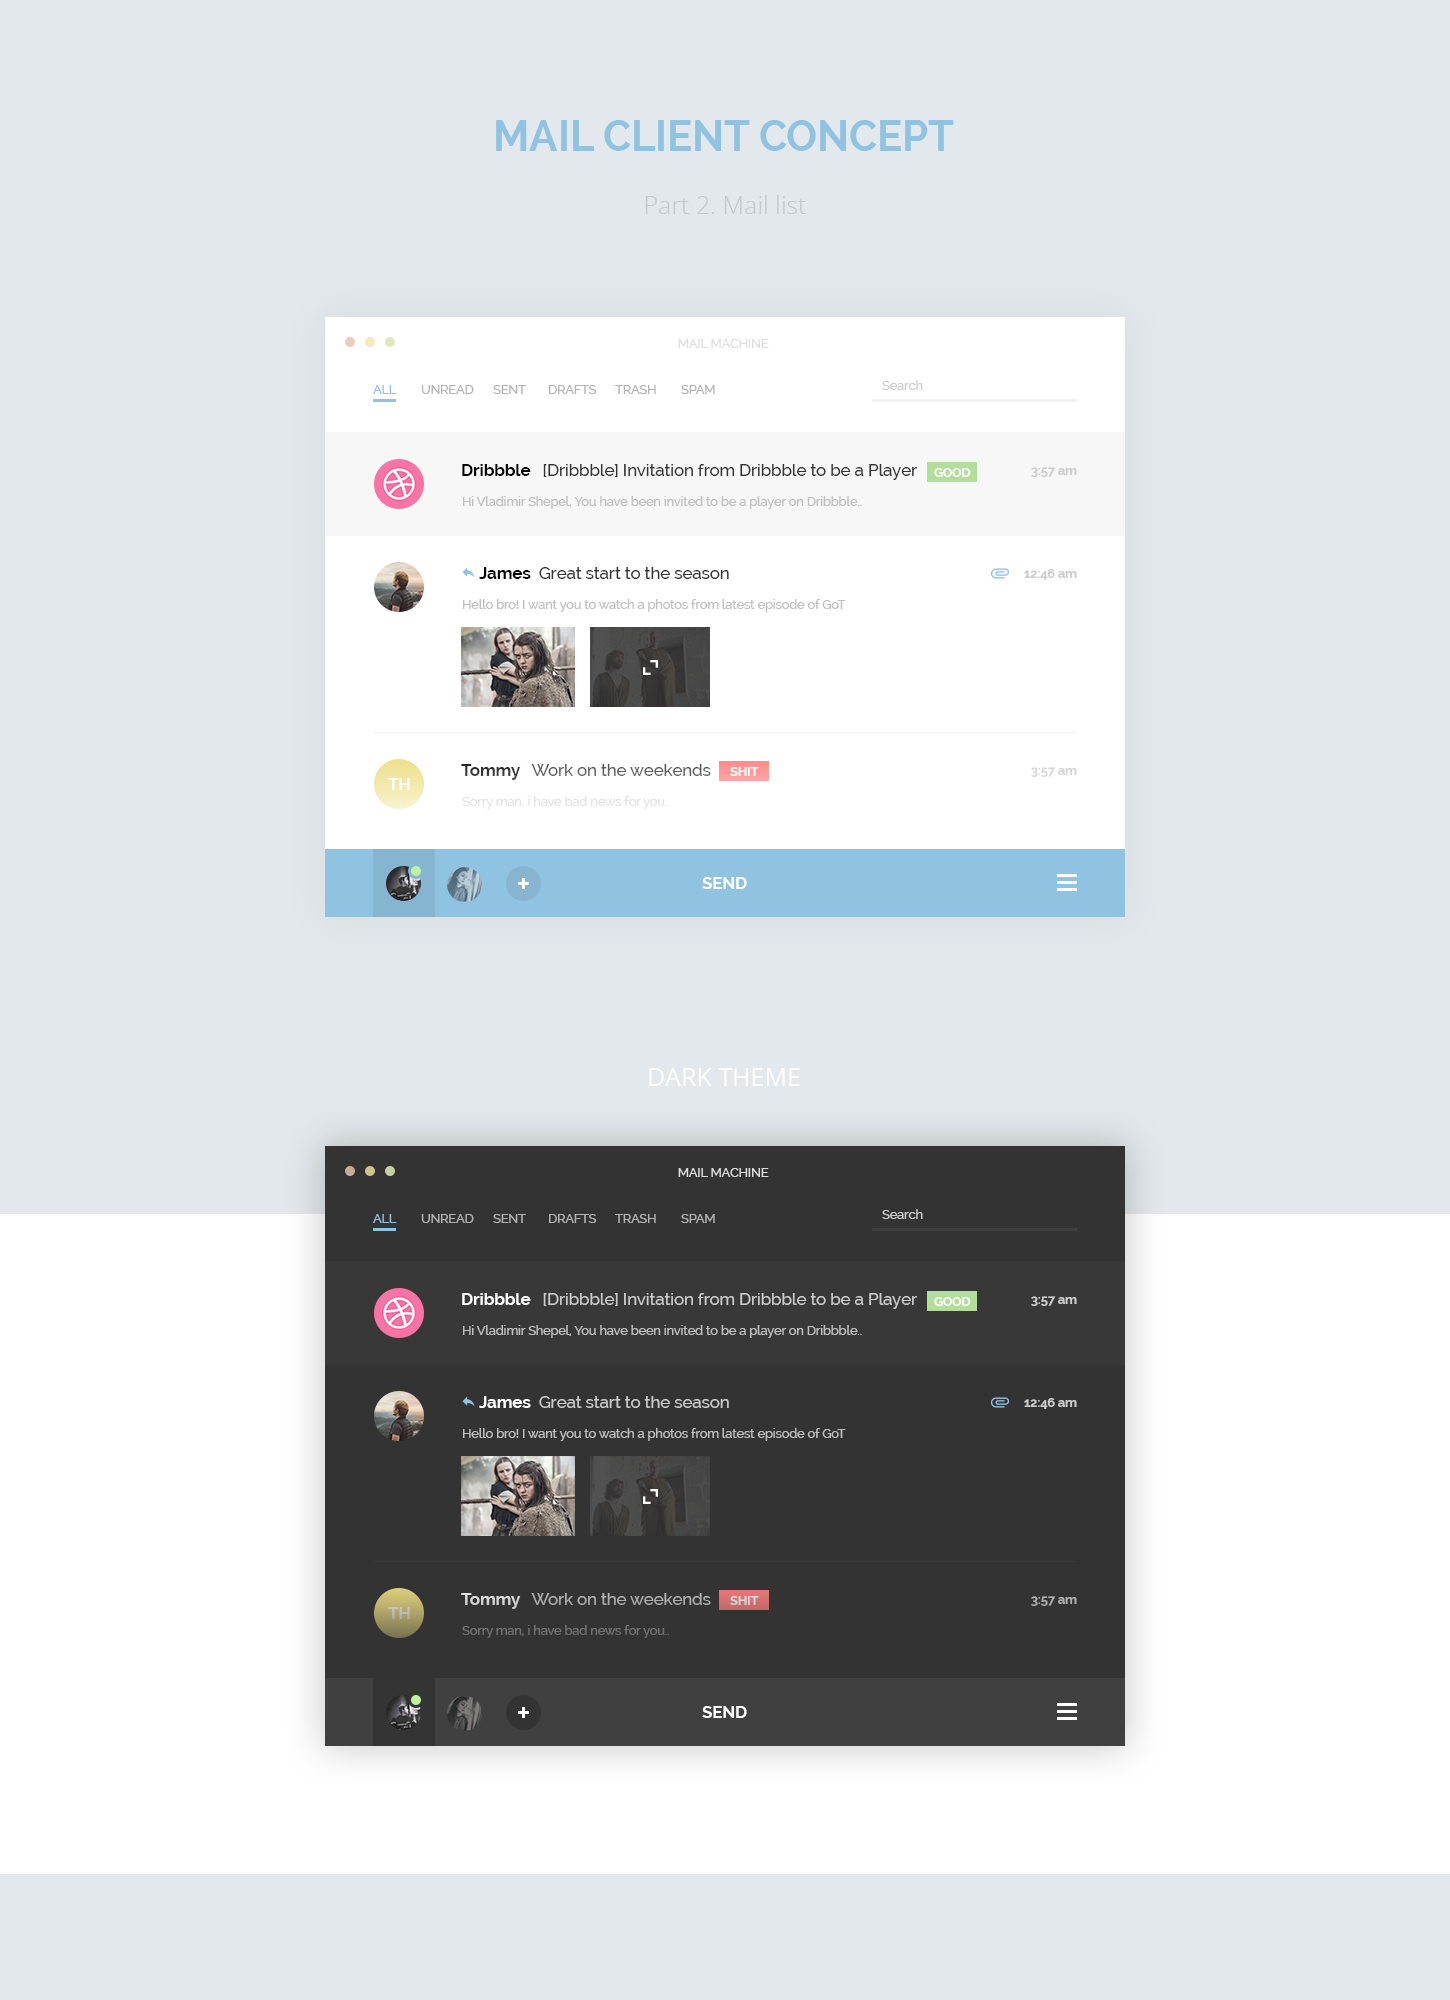 MAIL CLIENT CONCEPT
Part 2. Mail list
MAIL MACHINE
ALL UNREAD SENT DRAFTS TRASH SPAM Search
Dribbble [Dribbble] Invitation from Dribbble to be a Player GOOD 3:57 am
Hi Vladimir Shepel, You have been invited to be a player on Dribbble..
James Great start to the season 12:46 am
Hello bro! I want you to watch a photos from latest episode of GoT
TH Tommy Work on the weekends SHIT 3:57 am
Sorry man, i have bad news for you..
SEND
DARK THEME
MAIL MACHINE
ALL UNREAD SENT DRAFTS TRASH SPAM Search
Dribbble [Dribbble] Invitation from Dribbble to be a Player GOOD 3:57 am
Hi Vladimir Shepel, You have been invited to be a player on Dribbble..
James Great start to the season 12:46 am
Hello bro! I want you to watch a photos from latest episode of GoT
TH Tommy Work on the weekends SHIT 3:57 am
Sorry man, i have bad news for you..
SEND